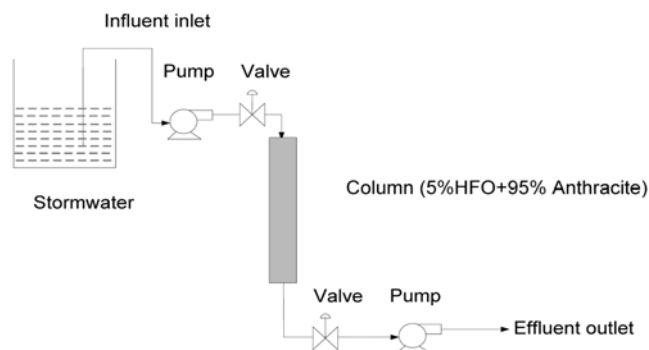 Influent inlet
Pump
Valve
Stormwater
Column (5%HFO+95% Anthracite)
Valve
Pump
Effluent outlet